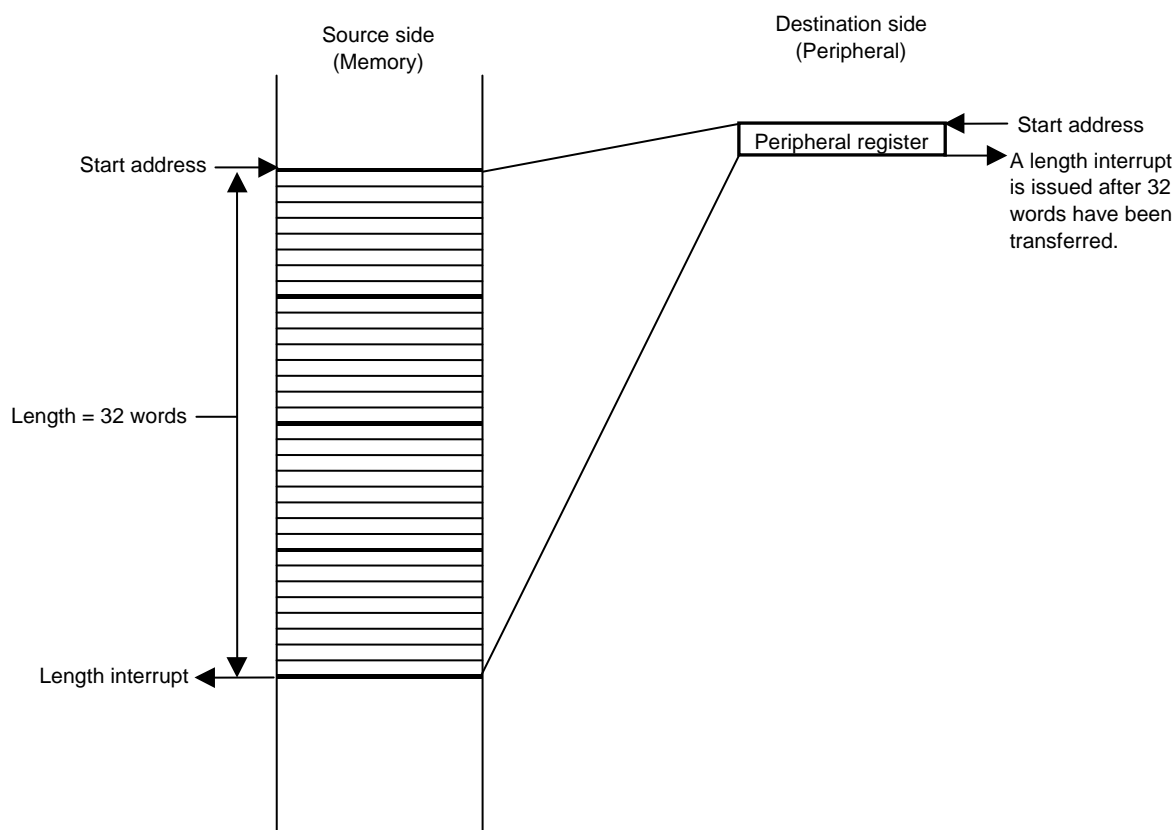 Source side
(Memory)
Destination side
(Peripheral)
Start address
Peripheral register
Start address
A length interrupt
is issued after 32
words have been
transferred.
Length = 32 words
Length interrupt